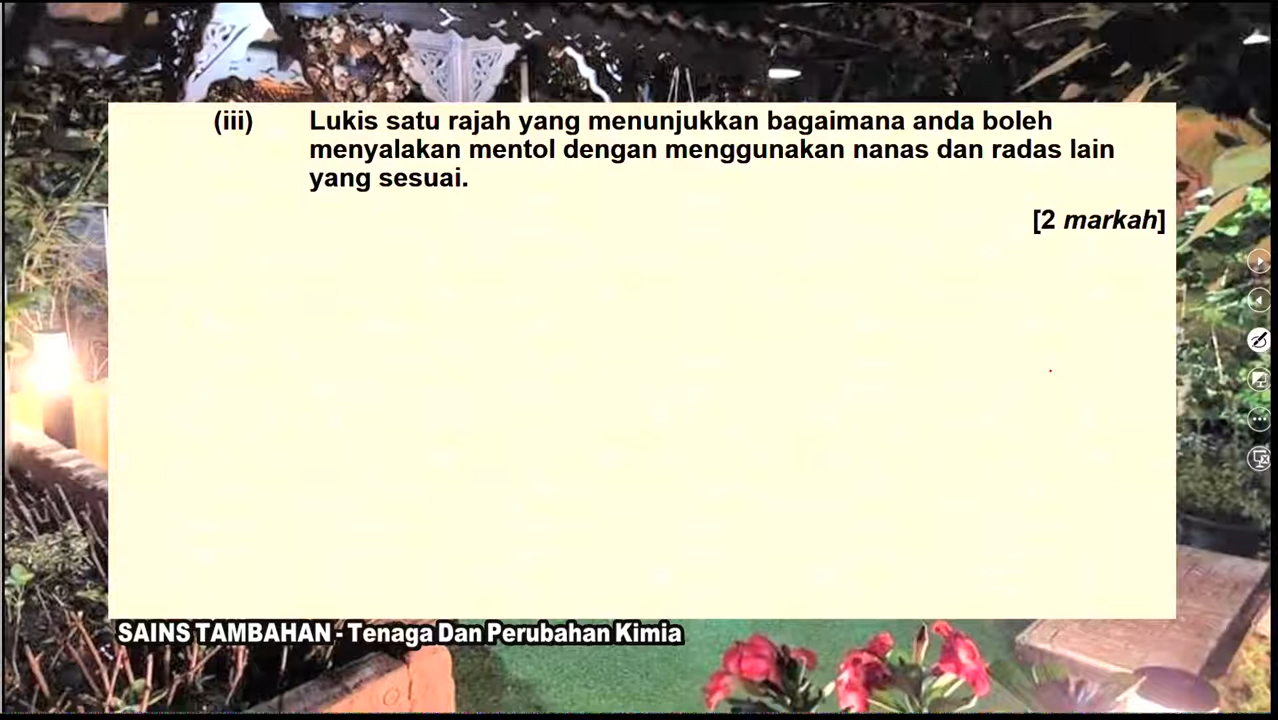 (iii) Lukis satu rajah yang menunjukkan bagaimana anda boleh
menyalakan mentol dengan menggunakan nanas dan radas lain
yang sesuai.
[2 markah]
SAINS TAMBAHAN - Tenaga Dan Perubahan Kimia